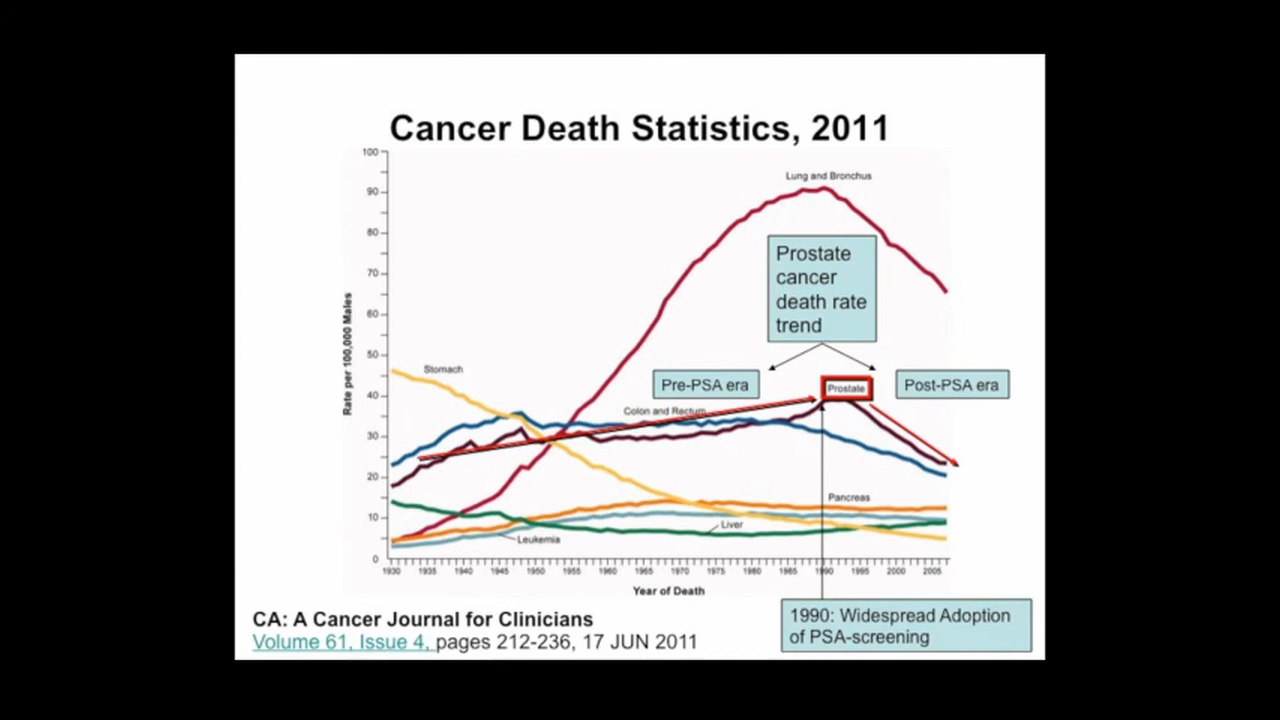 Cancer Death Statistics, 2011
100
90
80
70
60
50
40
30
20
10
0
Rate per 100,000 Males
Lung and Bronchus
Prostate
cancer
death rate
trend
Stomach
Pre-PSA era
Prostate
Post-PSA era
Colon and Rectum
Pancreas
Liver
Leukemia
1930 1935 1940 1945 1950 1955 1960 1965 1970 1975 1980 1985 1990 1995 2000 2005
Year of Death
1990: Widespread Adoption
of PSA-screening
CA: A Cancer Journal for Clinicians
Volume 61, Issue 4, pages 212-236, 17 JUN 2011